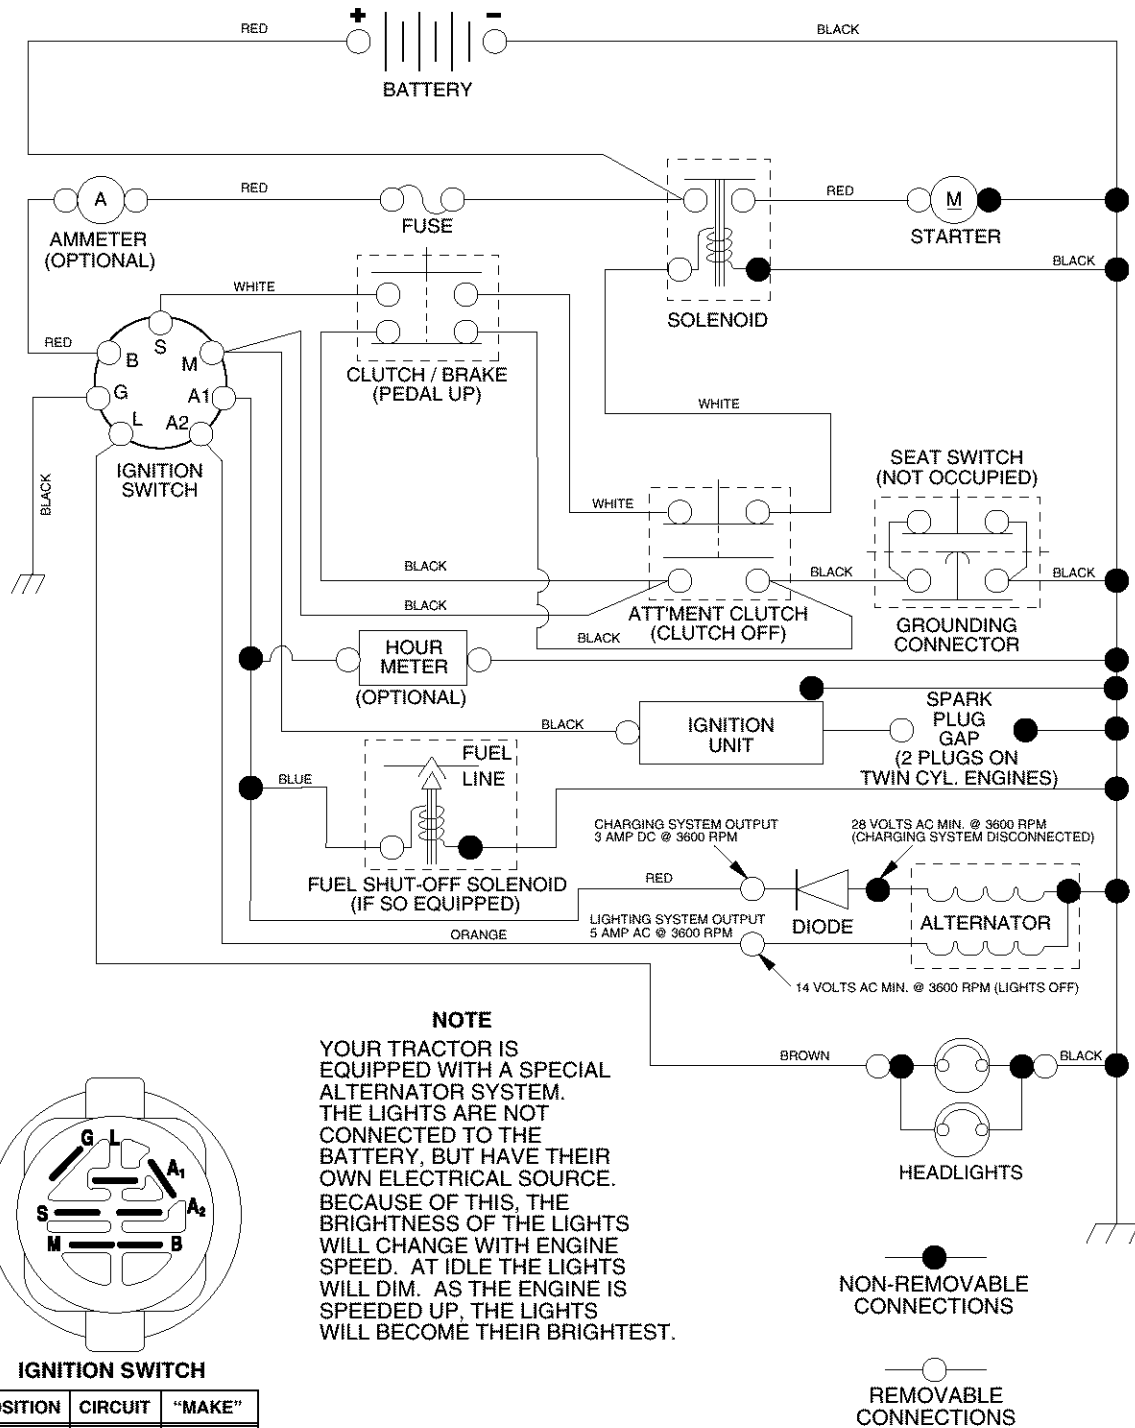 + −
RED
BLACK
BATTERY
A
RED
FUSE
RED
M
STARTER
AMMETER
(OPTIONAL)
BLACK
SOLENOID
WHITE
RED
S
B
M
G
A1
L
A2
IGNITION
SWITCH
BLACK
CLUTCH / BRAKE
(PEDAL UP)
WHITE
SEAT SWITCH
(NOT OCCUPIED)
WHITE
BLACK
BLACK
BLACK
BLACK
ATT'MENT CLUTCH
(CLUTCH OFF)
BLACK
GROUNDING
CONNECTOR
HOUR
METER
(OPTIONAL)
BLACK
IGNITION
UNIT
SPARK
PLUG
GAP
(2 PLUGS ON
TWIN CYL. ENGINES)
FUEL
LINE
BLUE
FUEL SHUT-OFF SOLENOID
(IF SO EQUIPPED)
CHARGING SYSTEM OUTPUT
3 AMP DC @ 3600 RPM
28 VOLTS AC MIN. @ 3600 RPM
(CHARGING SYSTEM DISCONNECTED)
RED
DIODE
ALTERNATOR
LIGHTING SYSTEM OUTPUT
5 AMP AC @ 3600 RPM
ORANGE
14 VOLTS AC MIN. @ 3600 RPM (LIGHTS OFF)
NOTE
YOUR TRACTOR IS
EQUIPPED WITH A SPECIAL
ALTERNATOR SYSTEM.
THE LIGHTS ARE NOT
CONNECTED TO THE
BATTERY, BUT HAVE THEIR
OWN ELECTRICAL SOURCE.
BECAUSE OF THIS, THE
BRIGHTNESS OF THE LIGHTS
WILL CHANGE WITH ENGINE
SPEED. AT IDLE THE LIGHTS
WILL DIM. AS THE ENGINE IS
SPEEDED UP, THE LIGHTS
WILL BECOME THEIR BRIGHTEST.
BROWN
BLACK
HEADLIGHTS
G L
A1
S
A2
M
B
IGNITION SWITCH
OSITION CIRCUIT "MAKE"
NON-REMOVABLE
CONNECTIONS
REMOVABLE
CONNECTIONS